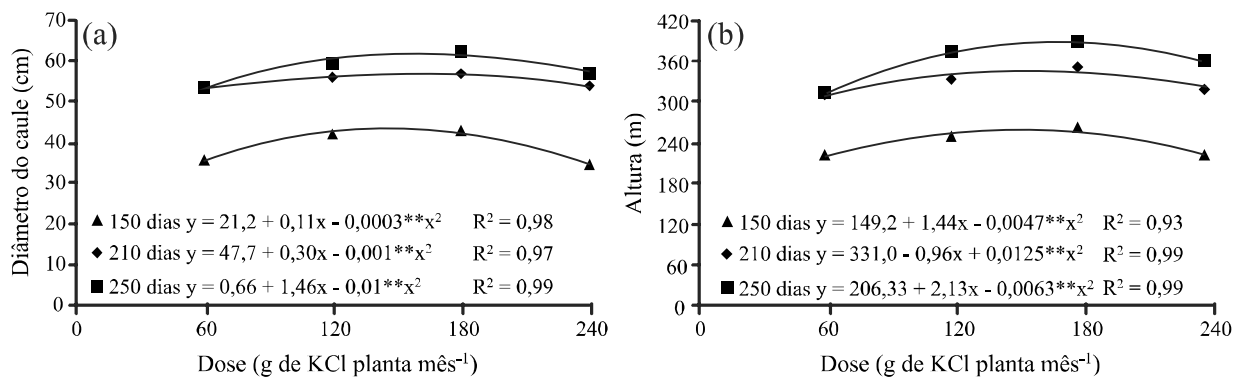 (a)
Diâmetro do caule (cm)
70
60
50
40
30
20
10
0
▲ 150 dias y = 21,2 + 0,11x - 0,0003**x² R² = 0,98
◆ 210 dias y = 47,7 + 0,30x - 0,001**x² R² = 0,97
■ 250 dias y = 0,66 + 1,46x - 0,01**x² R² = 0,99
0 60 120 180 240
Dose (g de KCl planta mês⁻¹)
(b)
Altura (m)
420
360
300
240
180
120
60
0
▲ 150 dias y = 149,2 + 1,44x - 0,0047**x² R² = 0,93
◆ 210 dias y = 331,0 - 0,96x + 0,0125**x² R² = 0,99
■ 250 dias y = 206,33 + 2,13x - 0,0063**x² R² = 0,99
0 60 120 180 240
Dose (g de KCl planta mês⁻¹)